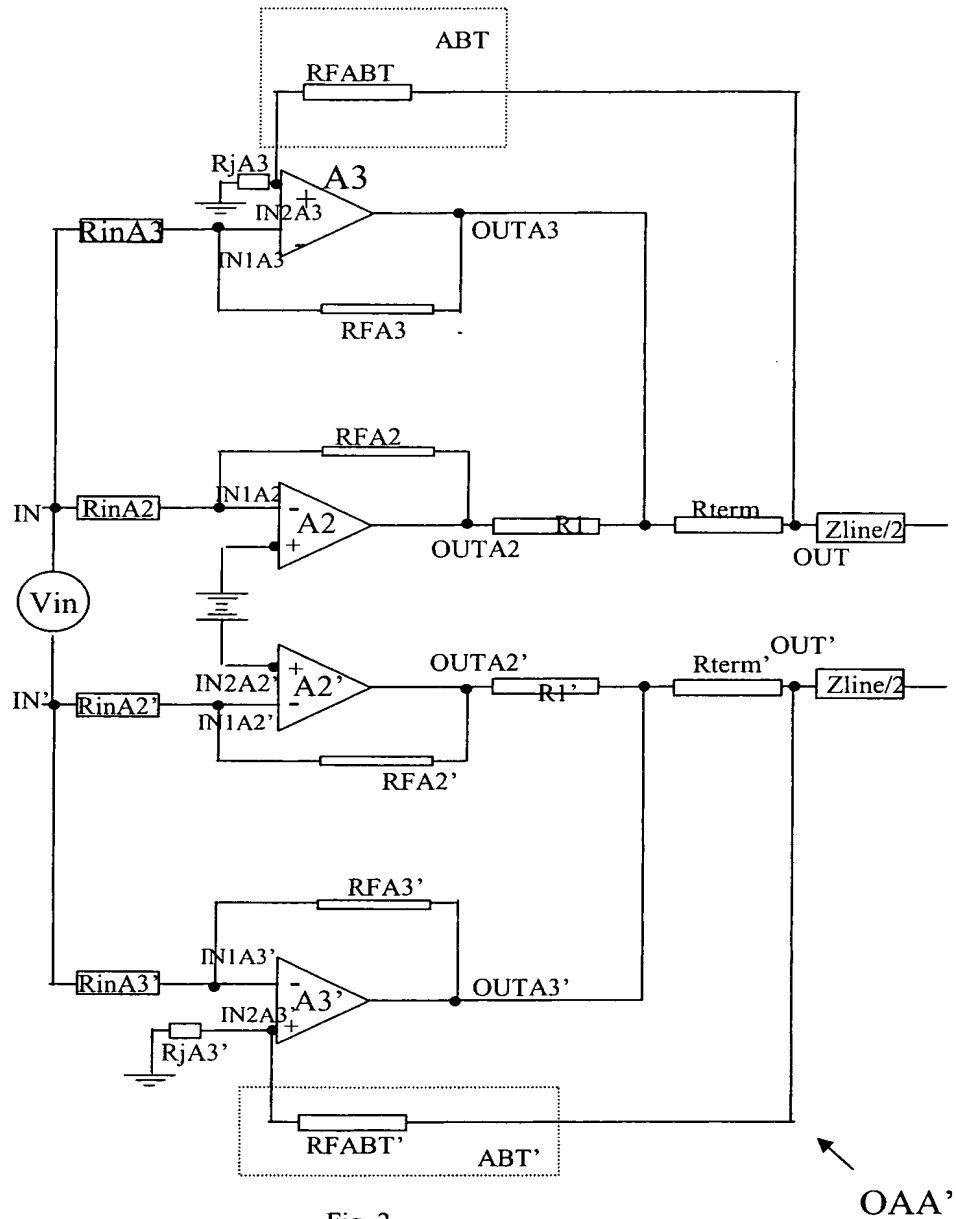 ABT
RFABT
RjA3
A3
+
IN2A3
RinA3
OUTA3
IN1A3
-
RFA3
RFA2
IN1A2
IN
RinA2
-
A2
R1
Rterm
Zline/2
+
OUTA2
OUT
Vin
OUT’
+
OUTA2’
Rterm’
IN2A2’
A2’
R1’
Zline/2
IN’
RinA2’
-
IN1A2’
RFA2’
RFA3’
IN1A3’
RinA3’
-
A3’
OUTA3’
IN2A3’
+
RjA3’
RFABT’
ABT’
OAA’